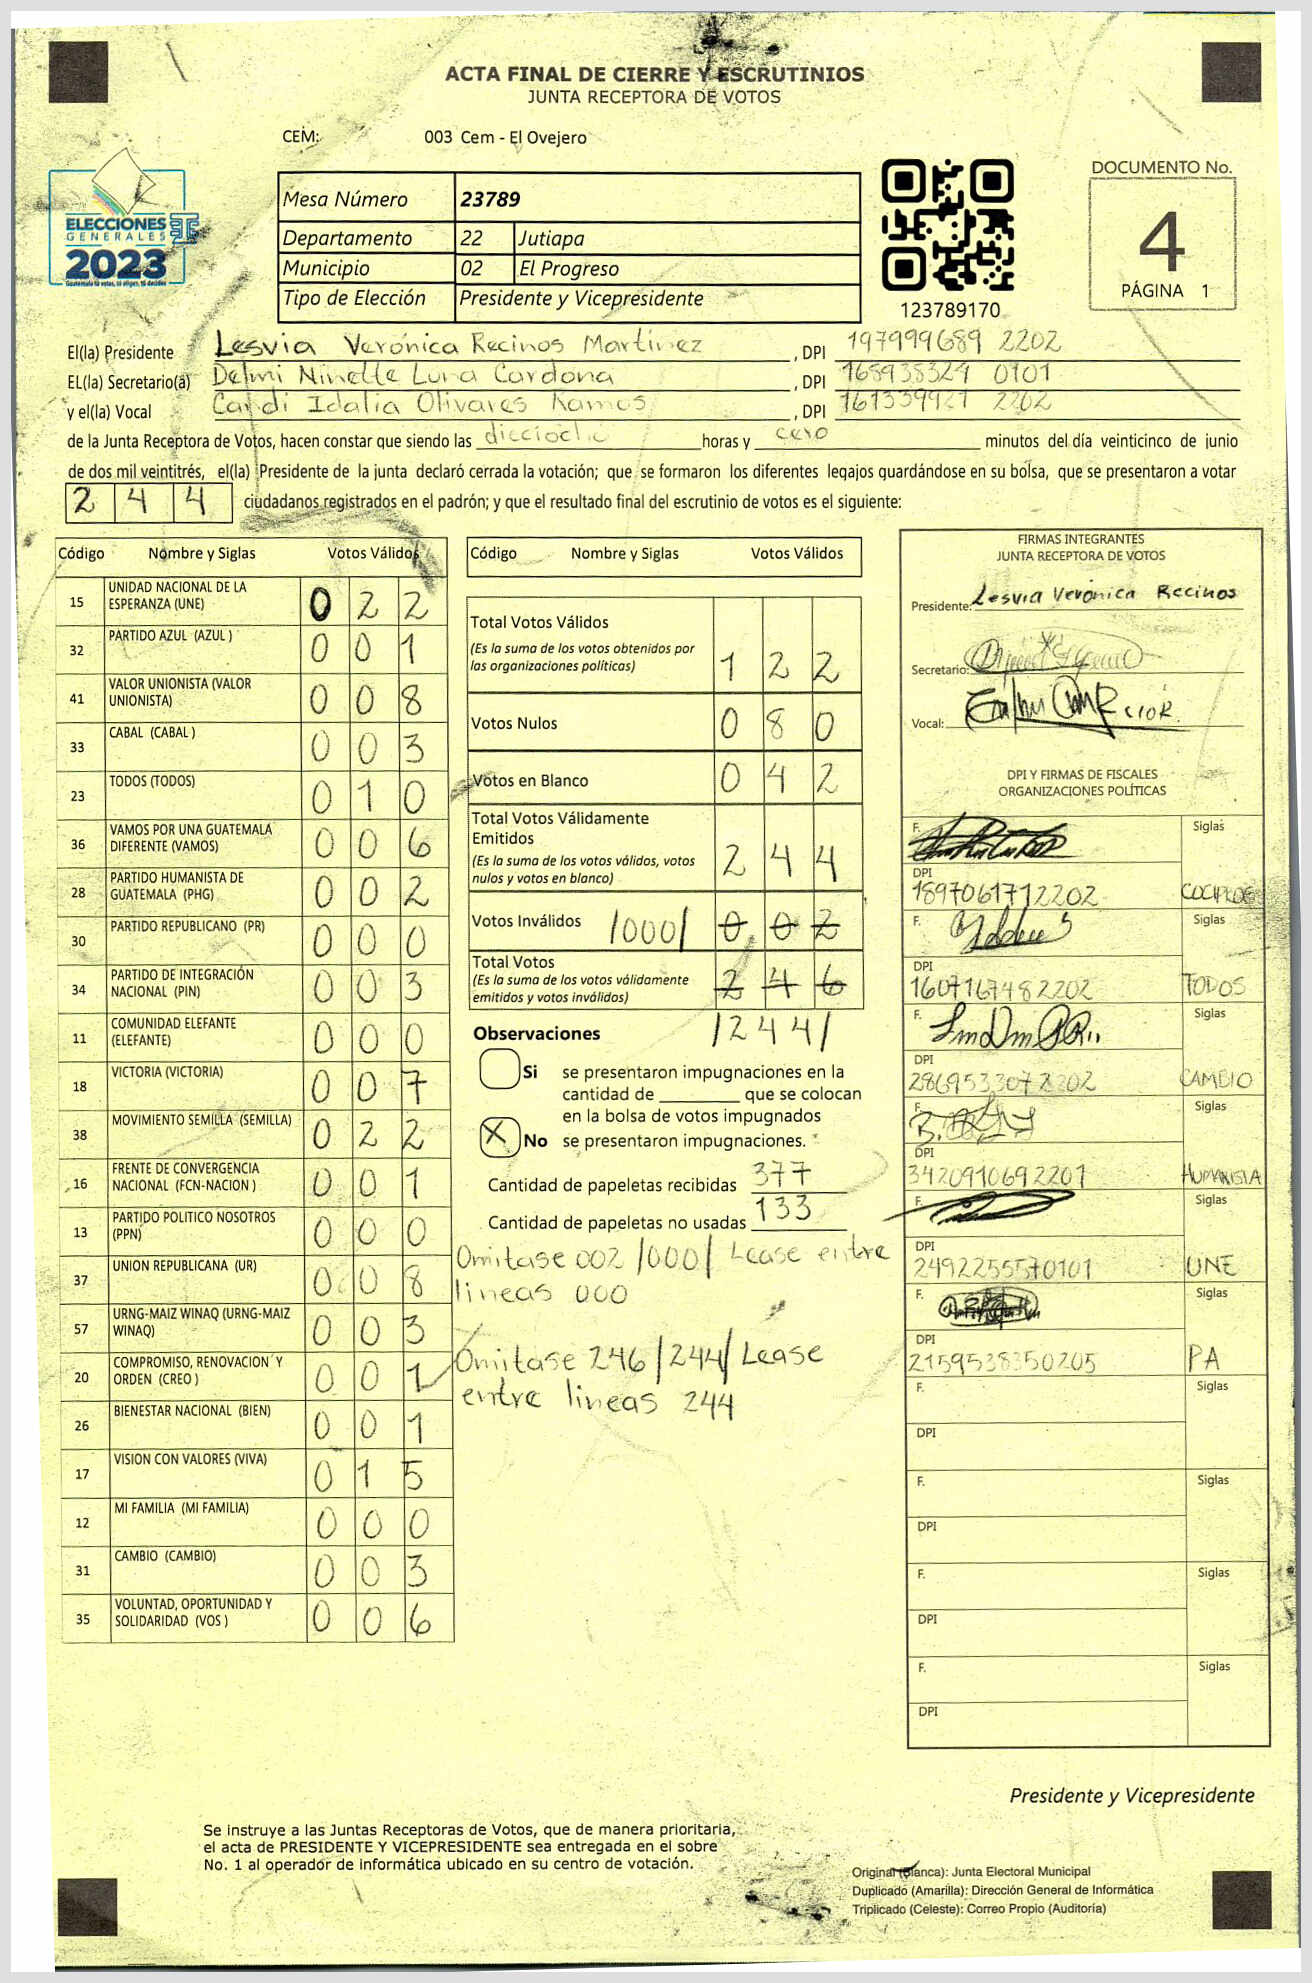 ACTA FINAL DE CIERRE Y ESCRUTINIOS
JUNTA RECEPTORA DE VOTOS
CEM: 003 Cem - El Ovejero
ELECCIONES
GENERALES
2023
Guatemala tú votas, tú eliges, tú decides
Mesa Número 23789
Departamento 22 Jutiapa
Municipio 02 El Progreso
Tipo de Elección Presidente y Vicepresidente
123789170
DOCUMENTO No.
4
PÁGINA 1
El(la) Presidente Lesvia Verónica Recinos Martínez , DPI 197999689 2202
EL(la) Secretario(a) Delmi Ninette Luna Cardona , DPI 168938329 0101
y el(la) Vocal Candi Idalia Olivares Ramos , DPI 161339921 2202
de la Junta Receptora de Votos, hacen constar que siendo las horas y cero minutos del día veinticinco de junio
de dos mil veintitrés, el(la) Presidente de la junta declaró cerrada la votación; que se formaron los diferentes legajos guardándose en su bolsa, que se presentaron a votar
2 4 4 ciudadanos registrados en el padrón; y que el resultado final del escrutinio de votos es el siguiente:
Código Nombre y Siglas Votos Válidos
15 UNIDAD NACIONAL DE LA ESPERANZA (UNE) 0 2 2
32 PARTIDO AZUL (AZUL ) 0 0 1
41 VALOR UNIONISTA (VALOR UNIONISTA) 0 0 8
33 CABAL (CABAL ) 0 0 3
23 TODOS (TODOS) 0 1 0
36 VAMOS POR UNA GUATEMALA DIFERENTE (VAMOS) 0 0 6
28 PARTIDO HUMANISTA DE GUATEMALA (PHG) 0 0 2
30 PARTIDO REPUBLICANO (PR) 0 0 0
34 PARTIDO DE INTEGRACIÓN NACIONAL (PIN) 0 0 3
11 COMUNIDAD ELEFANTE (ELEFANTE) 0 0 0
18 VICTORIA (VICTORIA) 0 0 7
38 MOVIMIENTO SEMILLA (SEMILLA) 0 2 2
16 FRENTE DE CONVERGENCIA NACIONAL (FCN-NACION ) 0 0 1
13 PARTIDO POLITICO NOSOTROS (PPN) 0 0 0
37 UNION REPUBLICANA (UR) 0 0 8
57 URNG-MAIZ WINAQ (URNG-MAIZ WINAQ) 0 0 3
20 COMPROMISO, RENOVACION Y ORDEN (CREO ) 0 0 1
26 BIENESTAR NACIONAL (BIEN) 0 0 1
17 VISION CON VALORES (VIVA) 0 1 5
12 MI FAMILIA (MI FAMILIA) 0 0 0
31 CAMBIO (CAMBIO) 0 0 3
35 VOLUNTAD, OPORTUNIDAD Y SOLIDARIDAD (VOS ) 0 0 6
Código Nombre y Siglas Votos Válidos
Total Votos Válidos
(Es la suma de los votos obtenidos por
las organizaciones políticas) 1 2 2
Votos Nulos 0 8 0
Votos en Blanco 0 4 2
Total Votos Válidamente
Emitidos
(Es la suma de los votos válidos, votos
nulos y votos en blanco) 2 4 4
Votos Inválidos /000/ 0 0 2
Total Votos
(Es la suma de los votos válidamente
emitidos y votos inválidos) 2 4 6
/244/
Observaciones
Si se presentaron impugnaciones en la
cantidad de ________ que se colocan
en la bolsa de votos impugnados
X No se presentaron impugnaciones.
Cantidad de papeletas recibidas 377
Cantidad de papeletas no usadas 133
Omitase 002 /000/ Lease entre
lineas 000
Omitase 246 /244/ Lease
entre lineas 244
FIRMAS INTEGRANTES
JUNTA RECEPTORA DE VOTOS
Presidente: Lesvia Verónica Recinos
Secretario:
Vocal:
DPI Y FIRMAS DE FISCALES
ORGANIZACIONES POLÍTICAS
F. Siglas
DPI
1897061712202
F. Siglas
DPI
1607167482202 TODOS
F. Siglas
DPI
2869533072202 CAMBIO
F. Siglas
DPI
3420910692201 HUMANISTA
F. Siglas
DPI
2492255570101 UNE
F. Siglas
DPI
2159538350205 PA
F. Siglas
DPI
F. Siglas
DPI
F. Siglas
DPI
F. Siglas
DPI
Presidente y Vicepresidente
Se instruye a las Juntas Receptoras de Votos, que de manera prioritaria,
el acta de PRESIDENTE Y VICEPRESIDENTE sea entregada en el sobre
No. 1 al operador de informática ubicado en su centro de votación.
Original (Blanca): Junta Electoral Municipal
Duplicado (Amarilla): Dirección General de Informática
Triplicado (Celeste): Correo Propio (Auditoría)